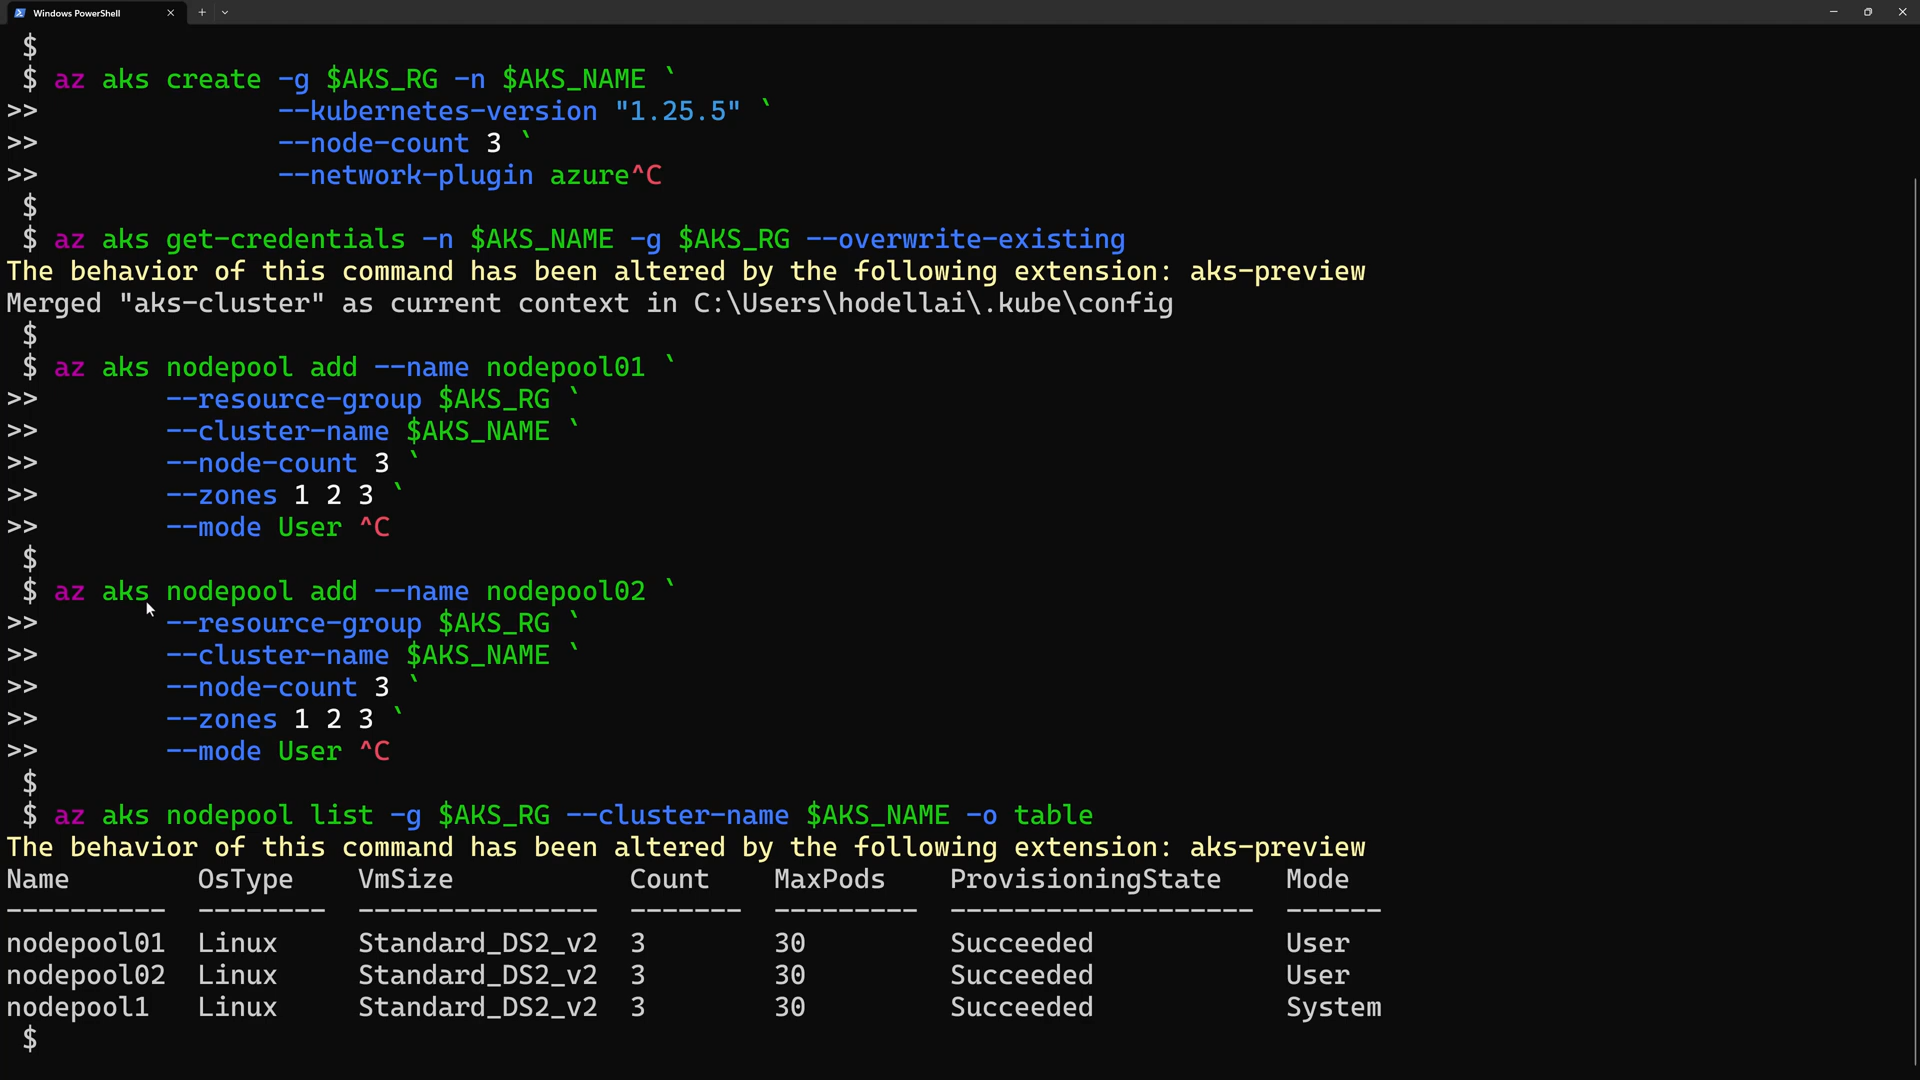 Windows PowerShell
$
$ az aks create -g $AKS_RG -n $AKS_NAME `
>> --kubernetes-version "1.25.5" `
>> --node-count 3 `
>> --network-plugin azure^C
$
$ az aks get-credentials -n $AKS_NAME -g $AKS_RG --overwrite-existing
The behavior of this command has been altered by the following extension: aks-preview
Merged "aks-cluster" as current context in C:\Users\hodellai\.kube\config
$
$ az aks nodepool add --name nodepool01 `
>> --resource-group $AKS_RG `
>> --cluster-name $AKS_NAME `
>> --node-count 3 `
>> --zones 1 2 3 `
>> --mode User ^C
$
$ az aks nodepool add --name nodepool02 `
>> --resource-group $AKS_RG `
>> --cluster-name $AKS_NAME `
>> --node-count 3 `
>> --zones 1 2 3 `
>> --mode User ^C
$
$ az aks nodepool list -g $AKS_RG --cluster-name $AKS_NAME -o table
The behavior of this command has been altered by the following extension: aks-preview
Name OsType VmSize Count MaxPods ProvisioningState Mode
---------- -------- --------------- ------- --------- ------------------- ------
nodepool01 Linux Standard_DS2_v2 3 30 Succeeded User
nodepool02 Linux Standard_DS2_v2 3 30 Succeeded User
nodepool1 Linux Standard_DS2_v2 3 30 Succeeded System
$